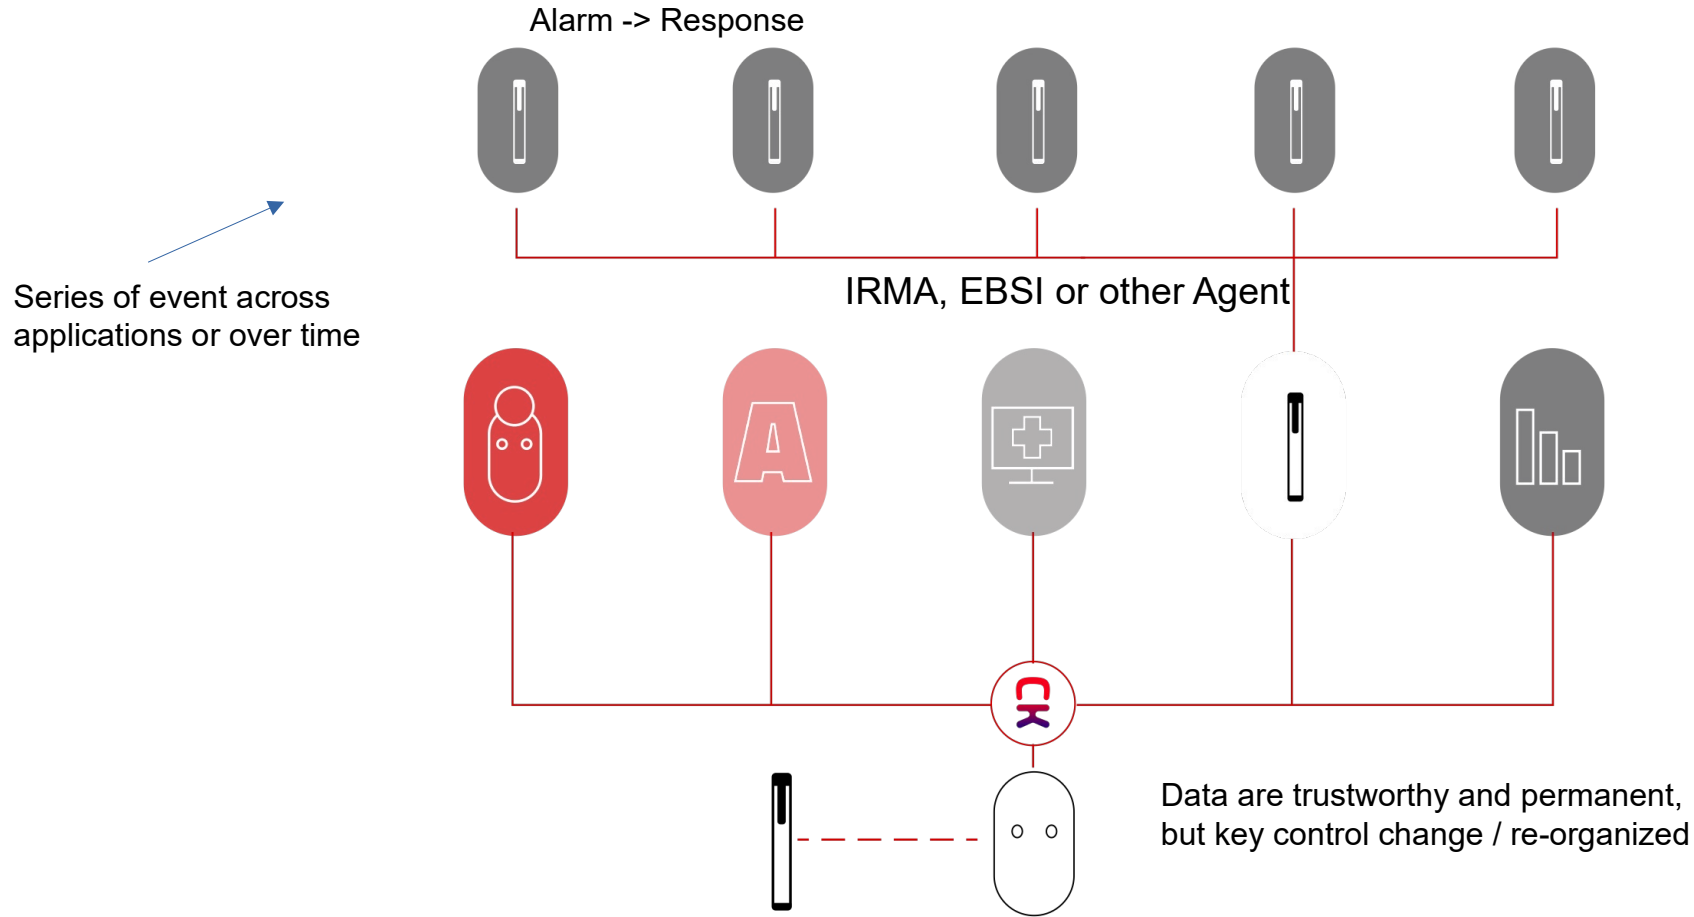 Alarm -> Response
Series of event across
applications or over time
IRMA, EBSI or other Agent
A
CK
Data are trustworthy and permanent,
but key control change / re-organized